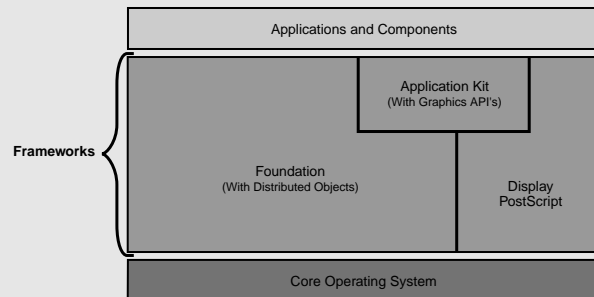 Applications and Components
Application Kit
(With Graphics API's)
Frameworks
Foundation
(With Distributed Objects)
Display
PostScript
Core Operating System